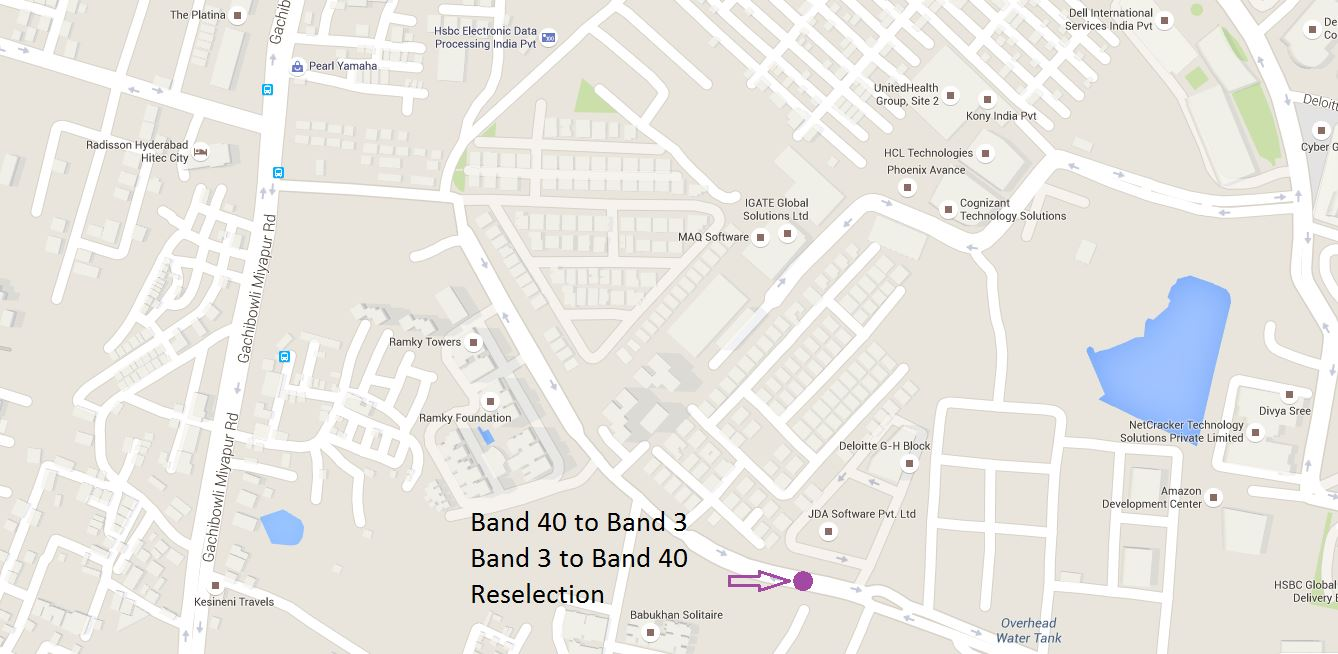 The Platina
Gachib
Hsbc Electronic Data
Processing India Pvt
Dell International
Services India Pvt
De
Co
Pearl Yamaha
UnitedHealth
Group, Site 2
Kony India Pvt
Deloitte
Cyber G
Radisson Hyderabad
Hitec City
HCL Technologies
Phoenix Avance
IGATE Global
Solutions Ltd
Cognizant
Technology Solutions
MAQ Software
Gachibowli Miyapur Rd
Ramky Towers
Ramky Foundation
Divya Sree
NetCracker Technology
Solutions Private Limited
Deloitte G-H Block
Gachibowli Miyapur Rd
Amazon
Development Center
JDA Software Pvt. Ltd
Band 40 to Band 3
Band 3 to Band 40
Reselection
Kesineni Travels
HSBC Global
Delivery
Babukhan Solitaire
Overhead
Water Tank